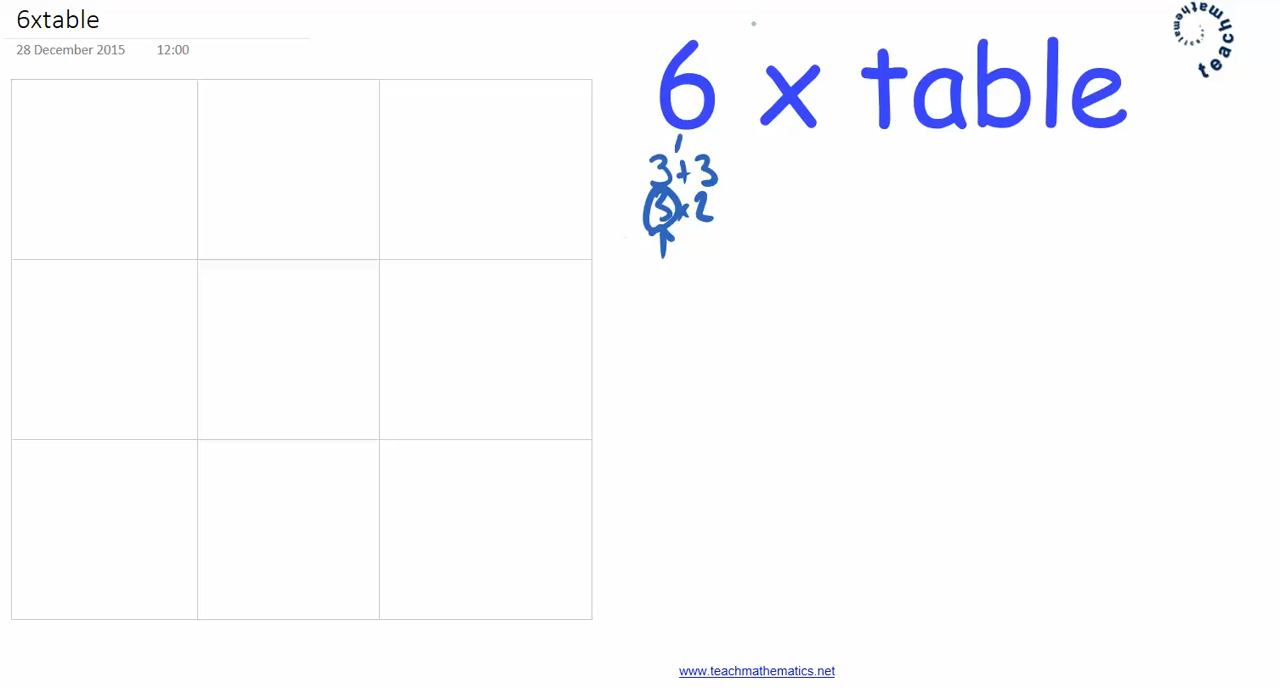 6xtable
28 December 2015 12:00
6 x table
3+3
3x2
teachmathematics
www.teachmathematics.net